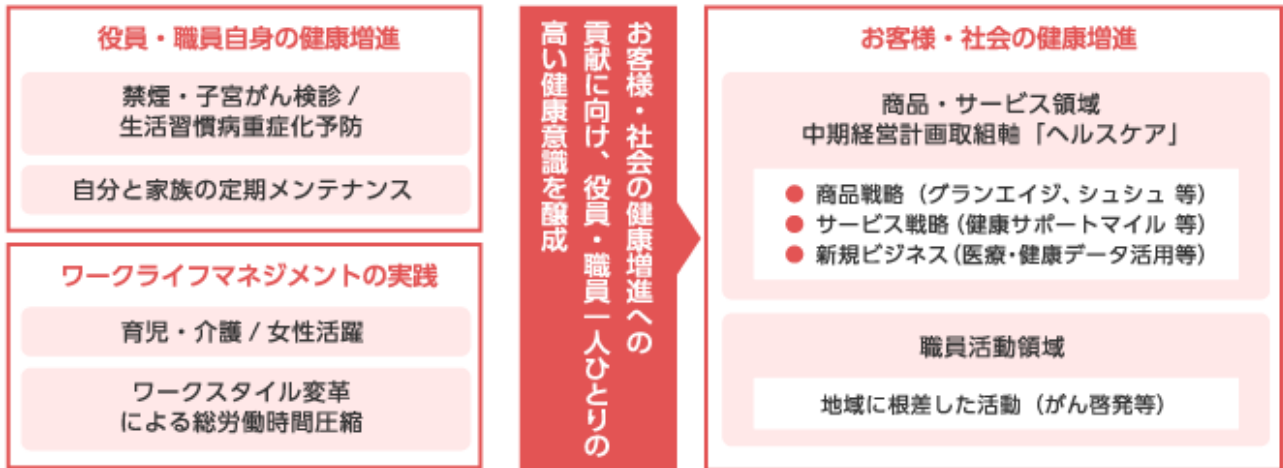 役員・職員自身の健康増進
禁煙・子宮がん検診 /
生活習慣病重症化予防
自分と家族の定期メンテナンス
ワークライフマネジメントの実践
育児・介護 / 女性活躍
ワークスタイル変革
による総労働時間圧縮
お客様・社会の健康増進への
貢献に向け、役員・職員一人ひとりの
高い健康意識を醸成
お客様・社会の健康増進
商品・サービス領域
中期経営計画取組軸「ヘルスケア」
● 商品戦略（グランエイジ、シュシュ 等）
● サービス戦略（健康サポートマイル 等）
● 新規ビジネス（医療・健康データ活用等）
職員活動領域
地域に根差した活動（がん啓発等）